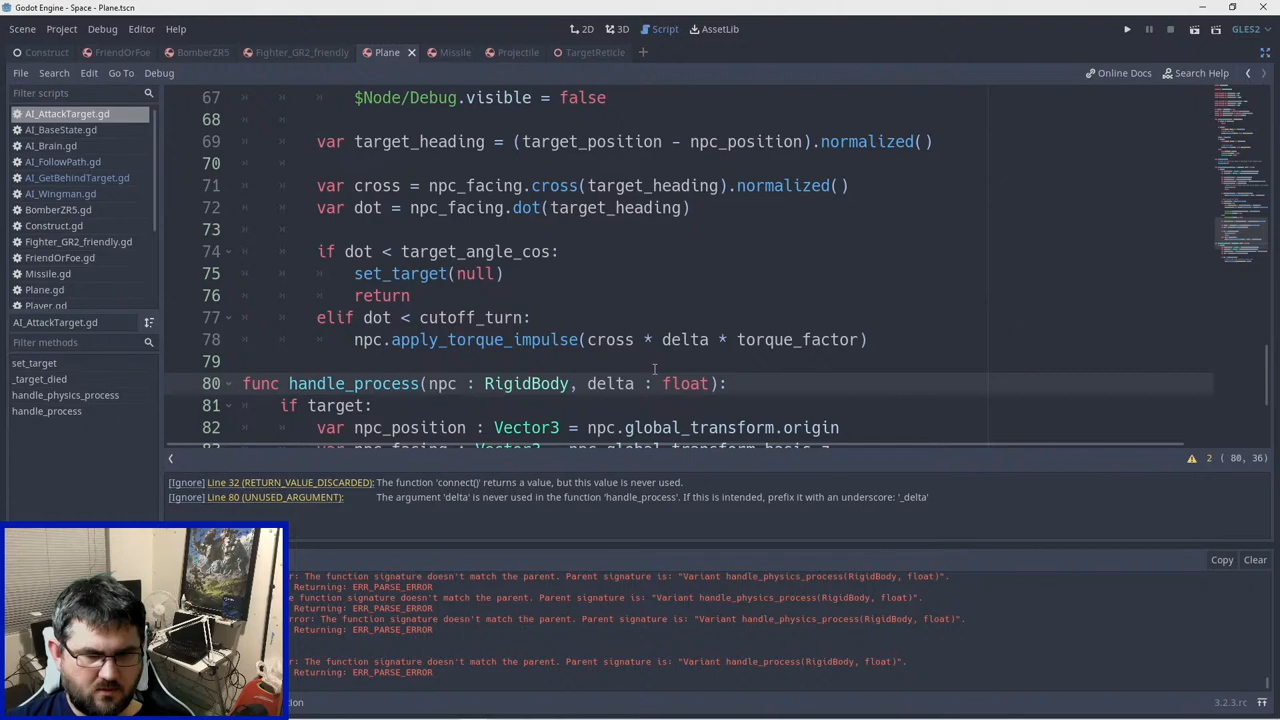 Godot Engine - Space - Plane.tscn
Scene Project Debug Editor Help 2D 3D Script AssetLib GLES2
Construct FriendOrFoe BomberZR5 Fighter_GR2_friendly Plane Missile Projectile TargetReticle
File Search Edit Go To Debug Online Docs Search Help
Filter scripts
AI_AttackTarget.gd
AI_BaseState.gd
AI_Brain.gd
AI_FollowPath.gd
AI_GetBehindTarget.gd
AI_Wingman.gd
BomberZR5.gd
Construct.gd
Fighter_GR2_friendly.gd
FriendOrFoe.gd
Missile.gd
Plane.gd
Player.gd
AI_AttackTarget.gd
Filter methods
set_target
_target_died
handle_physics_process
handle_process
67 $Node/Debug.visible = false
68
69 var target_heading = (target_position - npc_position).normalized()
70
71 var cross = npc_facing.cross(target_heading).normalized()
72 var dot = npc_facing.dot(target_heading)
73
74 if dot < target_angle_cos:
75 set_target(null)
76 return
77 elif dot < cutoff_turn:
78 npc.apply_torque_impulse(cross * delta * torque_factor)
79
80 func handle_process(npc : RigidBody, delta : float):
81 if target:
82 var npc_position : Vector3 = npc.global_transform.origin
2 ( 80, 36)
[Ignore] Line 32 (RETURN_VALUE_DISCARDED): The function 'connect()' returns a value, but this value is never used.
[Ignore] Line 80 (UNUSED_ARGUMENT): The argument 'delta' is never used in the function 'handle_process'. If this is intended, prefix it with an underscore: '_delta'
Copy Clear
r: The function signature doesn't match the parent. Parent signature is: "Variant handle_physics_process(RigidBody, float)".
Returning: ERR_PARSE_ERROR
e function signature doesn't match the parent. Parent signature is: "Variant handle_physics_process(RigidBody, float)".
Returning: ERR_PARSE_ERROR
rror: The function signature doesn't match the parent. Parent signature is: "Variant handle_physics_process(RigidBody, float)".
Returning: ERR_PARSE_ERROR
r: The function signature doesn't match the parent. Parent signature is: "Variant handle_process(RigidBody, float)".
Returning: ERR_PARSE_ERROR
3.2.3.rc